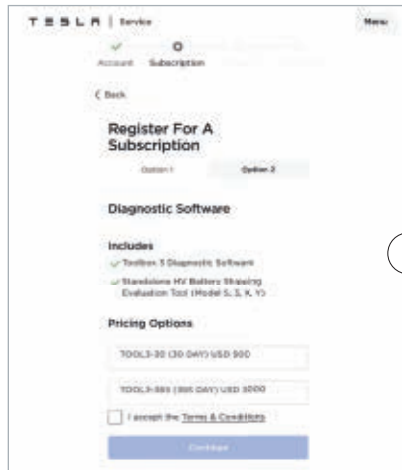 TESLA | Service Menu
Account Subscription
Back
Register For A
Subscription
Option 1 Option 2
Diagnostic Software
Includes
Toolbox 3 Diagnostic Software
Standalone HV Battery Shipping
Evaluation Tool (Model S, 3, X, Y)
Pricing Options
TOOL3-30 (30 DAY) USD
TOOL3-365 (365 DAY) USD 3000
I accept the Terms & Conditions
Continue